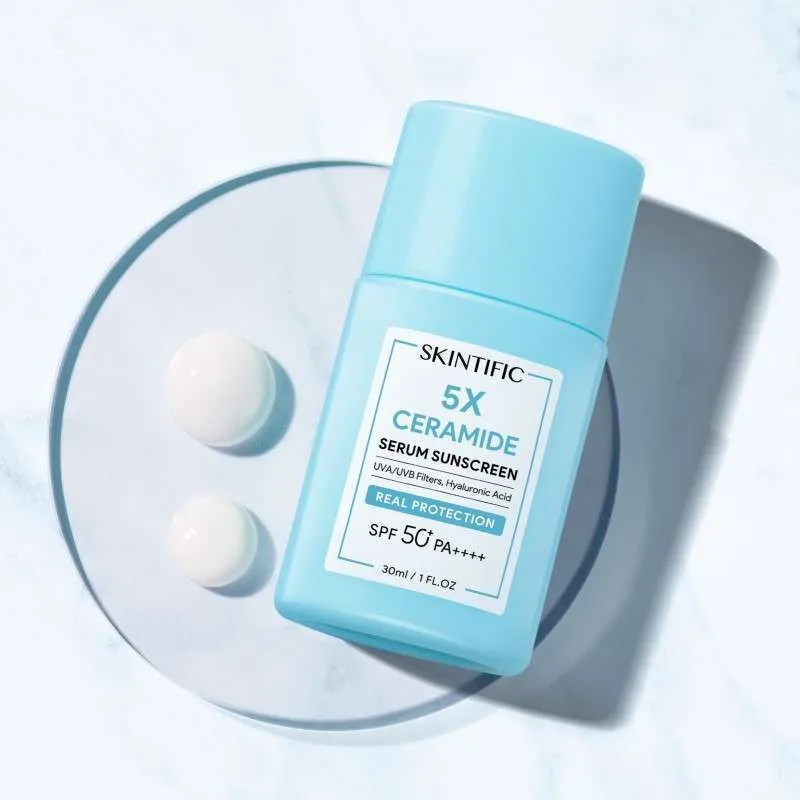 SKINTIFIC
5X
CERAMIDE
SERUM SUNSCREEN
UVA/UVB Filters, Hyaluronic Acid
REAL PROTECTION
SPF 50+ PA++++
30ml / 1 FL.OZ